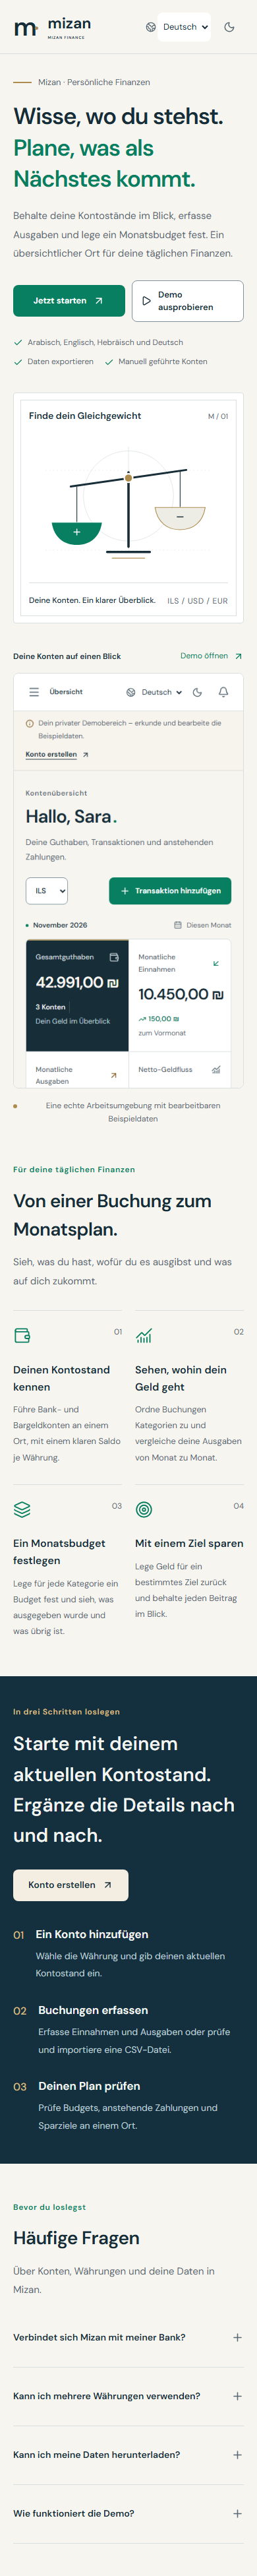 mizan
MIZAN FINANCE
Deutsch
Mizan · Persönliche Finanzen
Wisse, wo du stehst.
Plane, was als
Nächstes kommt.
Behalte deine Kontostände im Blick, erfasse
Ausgaben und lege ein Monatsbudget fest. Ein
übersichtlicher Ort für deine täglichen Finanzen.
Jetzt starten
Demo
ausprobieren
Arabisch, Englisch, Hebräisch und Deutsch
Daten exportieren
Manuell geführte Konten
Finde dein Gleichgewicht
M / 01
Deine Konten. Ein klarer Überblick.
ILS / USD / EUR
Deine Konten auf einen Blick
Demo öffnen
Übersicht
Deutsch
Dein privater Demobereich – erkunde und bearbeite die
Beispieldaten.
Konto erstellen
Kontenübersicht
Hallo, Sara.
Deine Guthaben, Transaktionen und anstehenden
Zahlungen.
ILS
Transaktion hinzufügen
November 2026
Diesen Monat
Gesamtguthaben
42.991,00 ₪
3 Konten
Dein Geld im Überblick
Monatliche
Einnahmen
10.450,00 ₪
150,00 ₪
zum Vormonat
Monatliche
Ausgaben
Netto-Geldfluss
Eine echte Arbeitsumgebung mit bearbeitbaren
Beispieldaten
Für deine täglichen Finanzen
Von einer Buchung zum
Monatsplan.
Sieh, was du hast, wofür du es ausgibst und was
auf dich zukommt.
01
Deinen Kontostand
kennen
Führe Bank- und
Bargeldkonten an einem
Ort, mit einem klaren Saldo
je Währung.
02
Sehen, wohin dein
Geld geht
Ordne Buchungen
Kategorien zu und
vergleiche deine Ausgaben
von Monat zu Monat.
03
Ein Monatsbudget
festlegen
Lege für jede Kategorie ein
Budget fest und sieh, was
ausgegeben wurde und
was übrig ist.
04
Mit einem Ziel sparen
Lege Geld für ein
bestimmtes Ziel zurück
und behalte jeden Beitrag
im Blick.
In drei Schritten loslegen
Starte mit deinem
aktuellen Kontostand.
Ergänze die Details nach
und nach.
Konto erstellen
01 Ein Konto hinzufügen
Wähle die Währung und gib deinen aktuellen
Kontostand ein.
02 Buchungen erfassen
Erfasse Einnahmen und Ausgaben oder prüfe
und importiere eine CSV-Datei.
03 Deinen Plan prüfen
Prüfe Budgets, anstehende Zahlungen und
Sparziele an einem Ort.
Bevor du loslegst
Häufige Fragen
Über Konten, Währungen und deine Daten in
Mizan.
Verbindet sich Mizan mit meiner Bank?
Kann ich mehrere Währungen verwenden?
Kann ich meine Daten herunterladen?
Wie funktioniert die Demo?